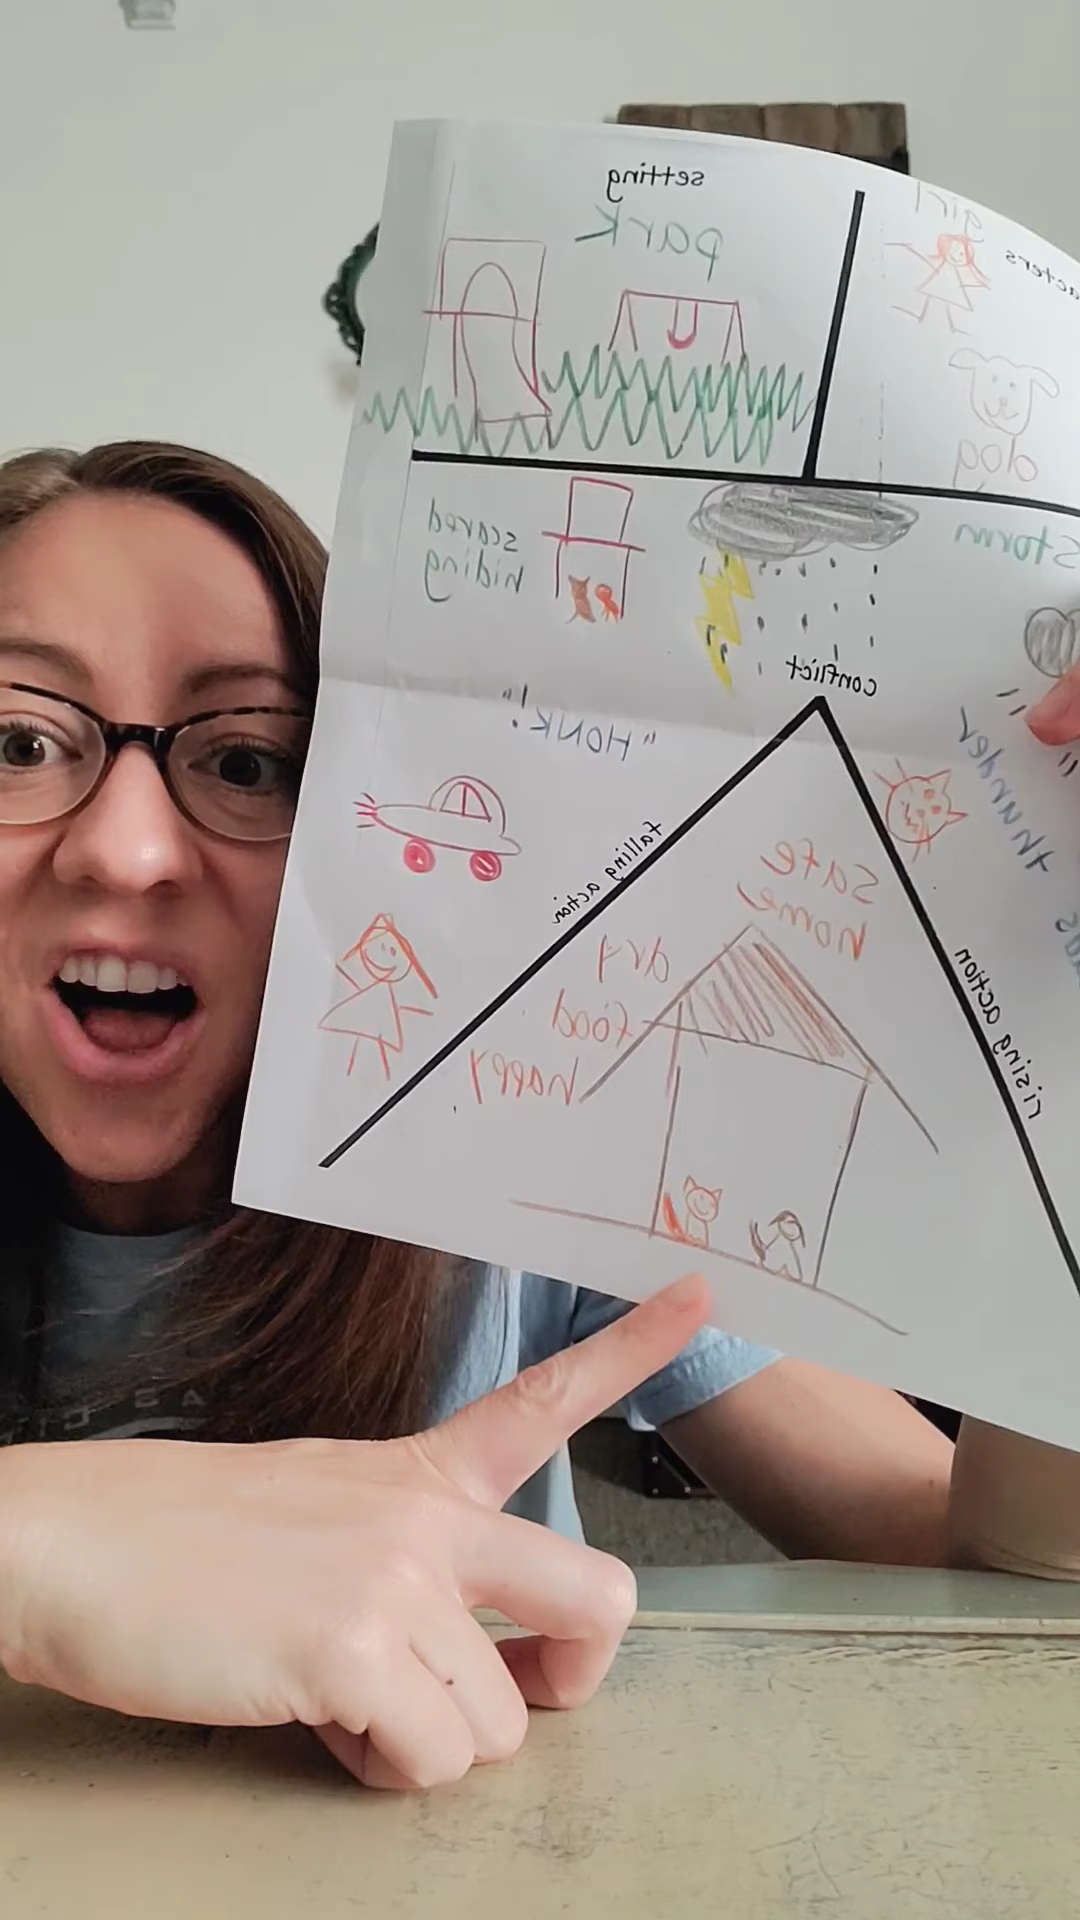 setting
park
girl
acters
dog
storm
scared
hiding
conflict
"HONK!"
thunder
falling action
rising action
safe
home
dry
food
happy